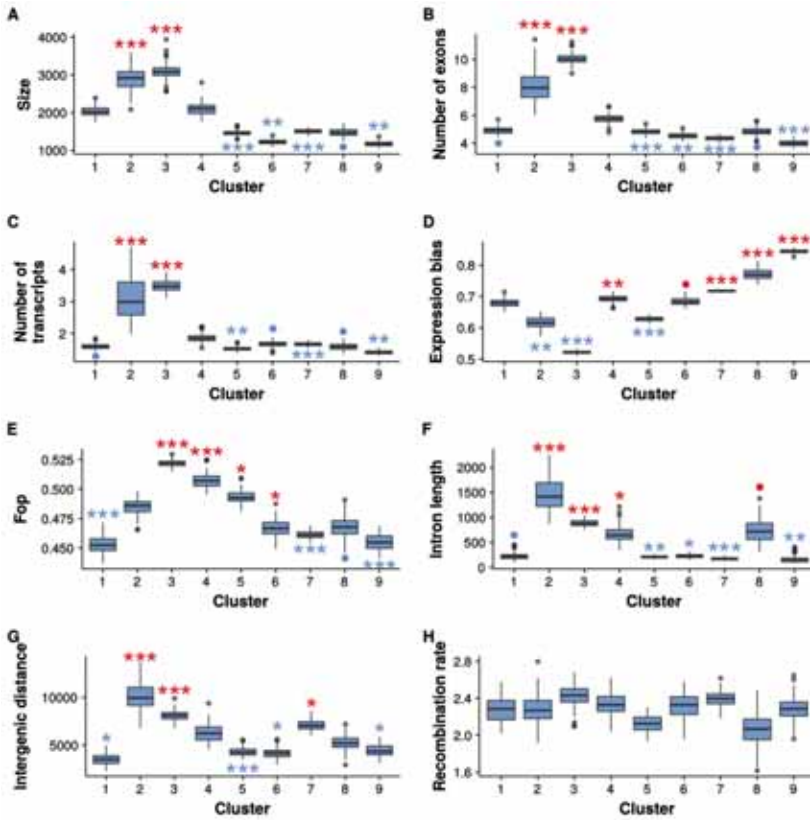 A
Size
4000
3000
2000
1000
★★★ ★★★
★★
★★
★★★ ★★★
1 2 3 4 5 6 7 8 9
Cluster
B
Number of exons
10
8
6
4
★★★ ★★★
★★★
★★★ ★★ ★★★
1 2 3 4 5 6 7 8 9
Cluster
C
Number of
transcripts
4
3
2
★★★
★★★
★★
★★★ ★★
1 2 3 4 5 6 7 8 9
Cluster
D
Expression bias
0.8
0.7
0.6
0.5
★★★
★★★
★★ ★★★
★★ ★★★ ★★★
1 2 3 4 5 6 7 8 9
Cluster
E
Fop
0.525
0.500
0.475
0.450
★★★ ★★★
★ ★
★★★
★★★ ★★★
1 2 3 4 5 6 7 8 9
Cluster
F
Intron length
2000
1500
1000
500
0
★★★
★★★ ★
★★ ★ ★★★ ★★
1 2 3 4 5 6 7 8 9
Cluster
G
Intergenic distance
10000
5000
★★★
★★★ ★
★ ★ ★
★★★
1 2 3 4 5 6 7 8 9
Cluster
H
Recombination rate
2.8
2.4
2.0
1.6
1 2 3 4 5 6 7 8 9
Cluster